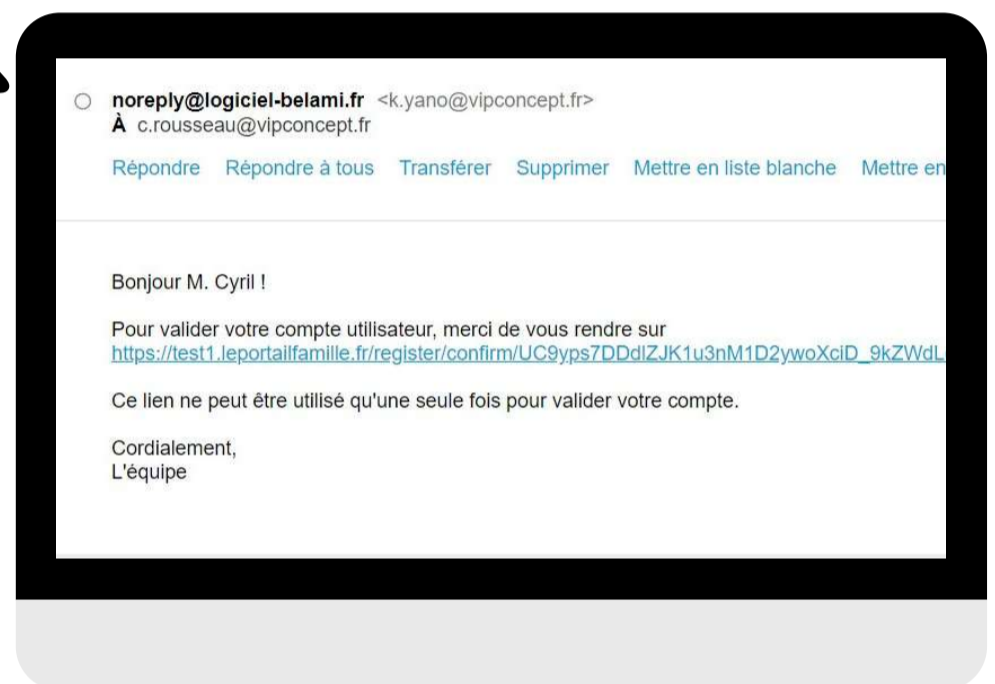 noreply@logiciel-belami.fr <k.yano@vipconcept.fr>
À c.rousseau@vipconcept.fr
Répondre Répondre à tous Transférer Supprimer Mettre en liste blanche Mettre en
Bonjour M. Cyril !
Pour valider votre compte utilisateur, merci de vous rendre sur
https://test1.leportailfamille.fr/register/confirm/UC9yps7DDdlZJK1u3nM1D2ywoXciD_9kZWdL
Ce lien ne peut être utilisé qu'une seule fois pour valider votre compte.
Cordialement,
L'équipe